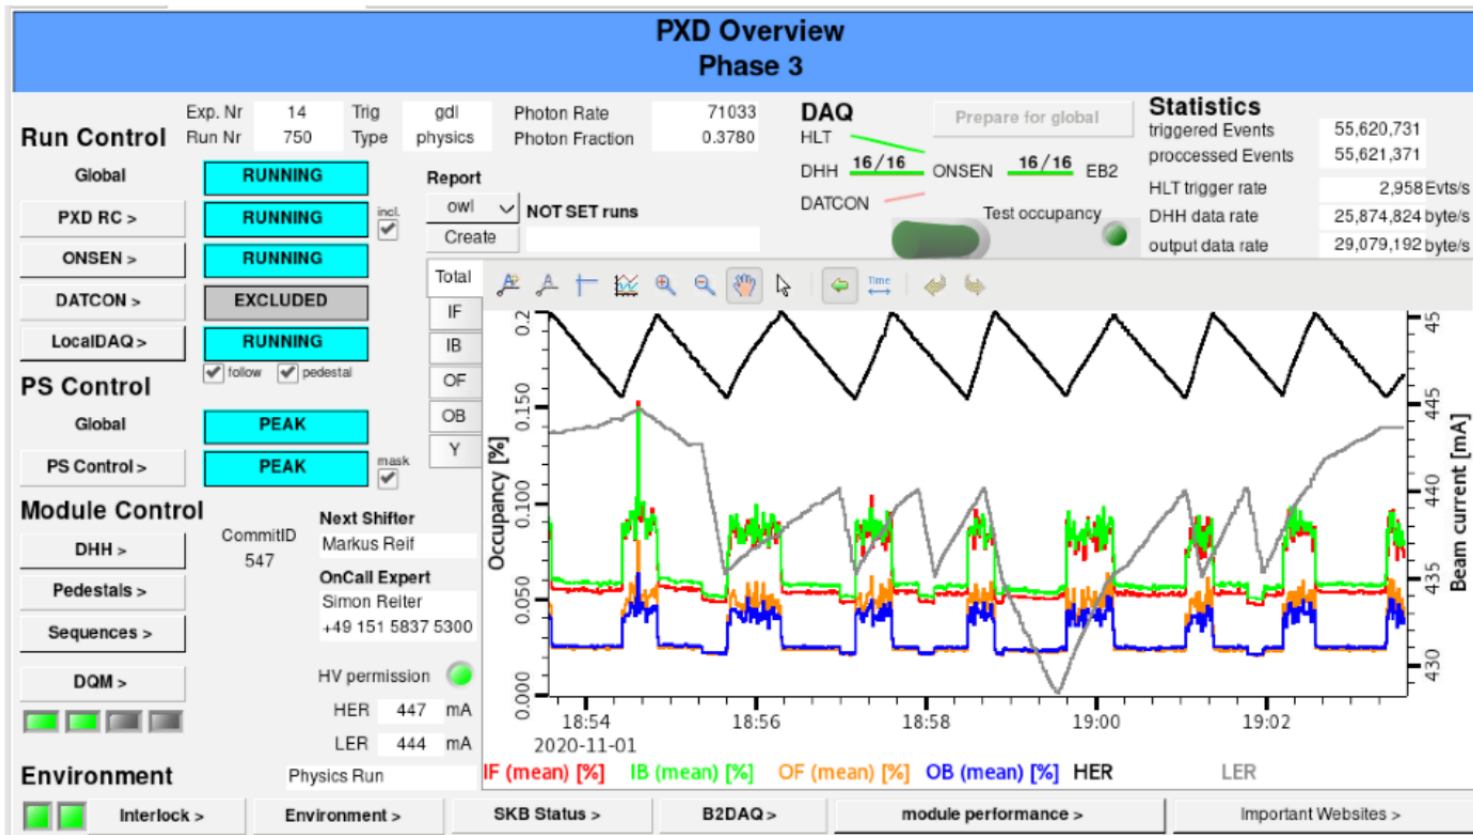 PXD Overview
Phase 3
Run Control
Exp. Nr 14 Trig gdl
Run Nr 750 Type physics
Photon Rate 71033
Photon Fraction 0.3780
Global RUNNING
PXD RC > RUNNING incl.
ONSEN > RUNNING
DATCON > EXCLUDED
LocalDAQ > RUNNING
follow pedestal
Report
owl NOT SET runs
Create
DAQ
Prepare for global
HLT
DHH 16/16 ONSEN 16/16 EB2
DATCON
Test occupancy
Statistics
triggered Events 55,620,731
proccessed Events 55,621,371
HLT trigger rate 2,958 Evts/s
DHH data rate 25,874,824 byte/s
output data rate 29,079,192 byte/s
PS Control
Global PEAK
PS Control > PEAK mask
Module Control
DHH >
Pedestals >
Sequences >
DQM >
CommitID
547
Next Shifter
Markus Reif
OnCall Expert
Simon Reiter
+49 151 5837 5300
HV permission
HER 447 mA
LER 444 mA
Physics Run
Total
IF
IB
OF
OB
Y
Time
Occupancy [%]
0.2
0.150
0.100
0.050
0.000
45
445
440
435
430
Beam current [mA]
18:54 18:56 18:58 19:00 19:02
2020-11-01
IF (mean) [%] IB (mean) [%] OF (mean) [%] OB (mean) [%] HER LER
Environment
Interlock > Environment > SKB Status > B2DAQ > module performance > Important Websites >